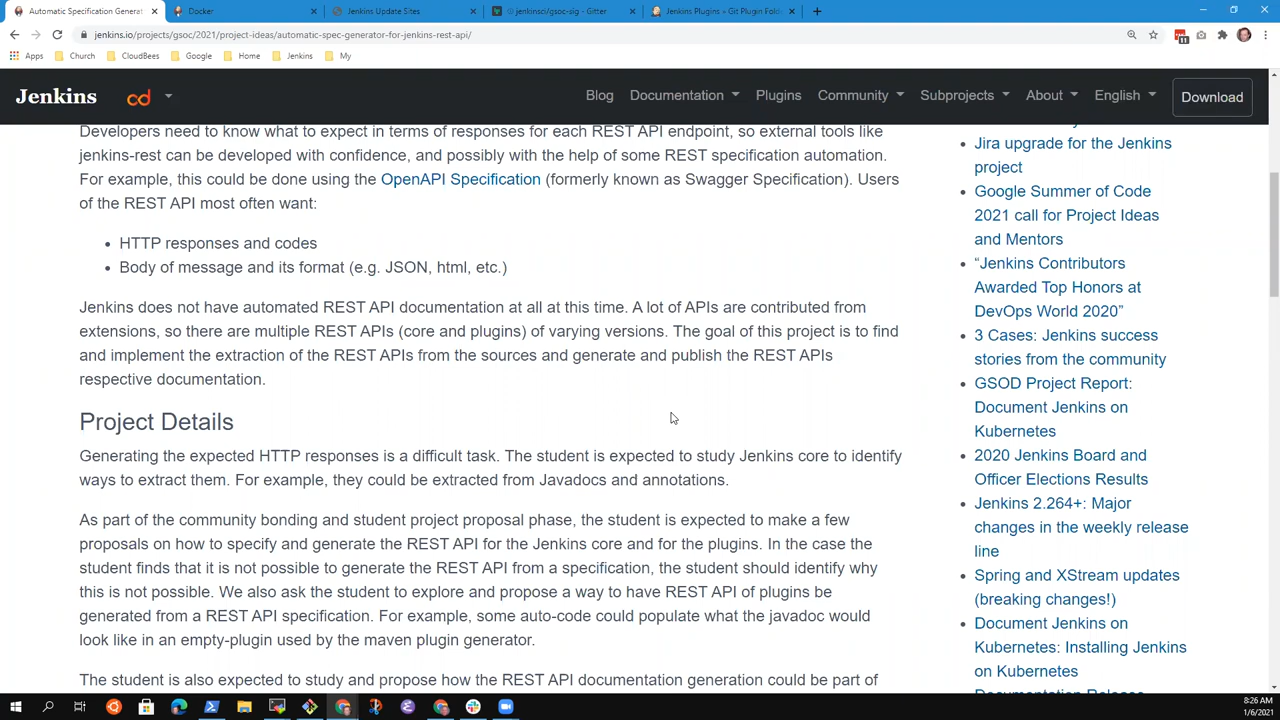 Automatic Specification Generat
Docker
Jenkins Update Sites
jenkinsci/gsoc-sig - Gitter
Jenkins Plugins » Git Plugin Fold
jenkins.io/projects/gsoc/2021/project-ideas/automatic-spec-generator-for-jenkins-rest-api/
11
Apps
Church
CloudBees
Google
Home
Jenkins
My
Jenkins
cd
Blog
Documentation
Plugins
Community
Subprojects
About
English
Download
Developers need to know what to expect in terms of responses for each REST API endpoint, so external tools like
jenkins-rest can be developed with confidence, and possibly with the help of some REST specification automation.
For example, this could be done using the OpenAPI Specification (formerly known as Swagger Specification). Users
of the REST API most often want:
• HTTP responses and codes
• Body of message and its format (e.g. JSON, html, etc.)
Jenkins does not have automated REST API documentation at all at this time. A lot of APIs are contributed from
extensions, so there are multiple REST APIs (core and plugins) of varying versions. The goal of this project is to find
and implement the extraction of the REST APIs from the sources and generate and publish the REST APIs
respective documentation.
Project Details
Generating the expected HTTP responses is a difficult task. The student is expected to study Jenkins core to identify
ways to extract them. For example, they could be extracted from Javadocs and annotations.
As part of the community bonding and student project proposal phase, the student is expected to make a few
proposals on how to specify and generate the REST API for the Jenkins core and for the plugins. In the case the
student finds that it is not possible to generate the REST API from a specification, the student should identify why
this is not possible. We also ask the student to explore and propose a way to have REST API of plugins be
generated from a REST API specification. For example, some auto-code could populate what the javadoc would
look like in an empty-plugin used by the maven plugin generator.
The student is also expected to study and propose how the REST API documentation generation could be part of
• Jira upgrade for the Jenkins
project
• Google Summer of Code
2021 call for Project Ideas
and Mentors
• “Jenkins Contributors
Awarded Top Honors at
DevOps World 2020”
• 3 Cases: Jenkins success
stories from the community
• GSOD Project Report:
Document Jenkins on
Kubernetes
• 2020 Jenkins Board and
Officer Elections Results
• Jenkins 2.264+: Major
changes in the weekly release
line
• Spring and XStream updates
(breaking changes!)
• Document Jenkins on
Kubernetes: Installing Jenkins
on Kubernetes
• Documentation Release
8:26 AM
1/6/2021